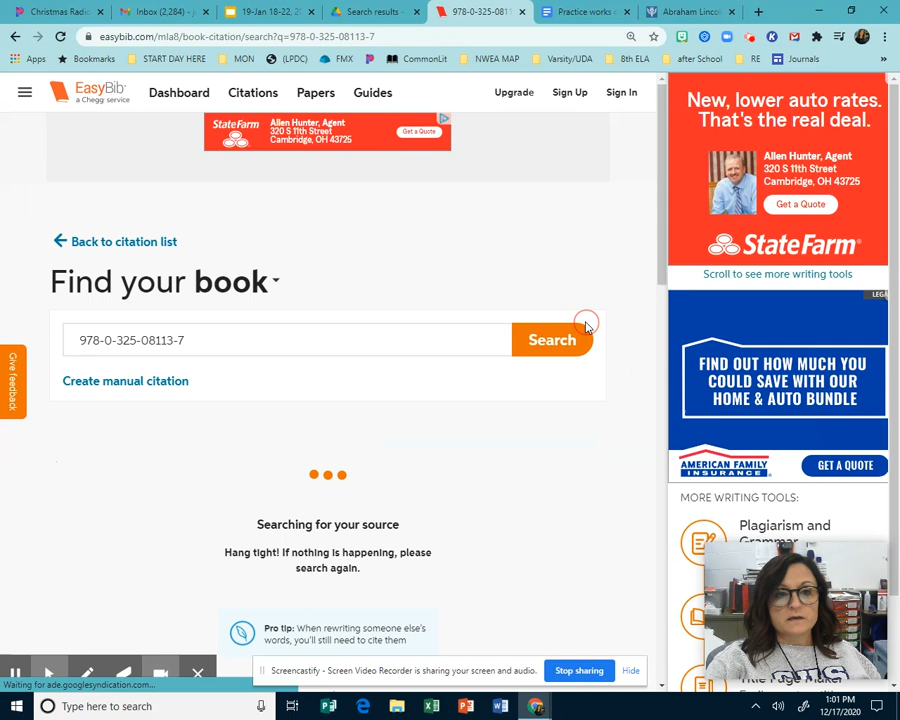 Christmas Radi
Inbox (2,284) - j
19-Jan 18-22, 2
Search results -
978-0-325-0811
Practice works c
Abraham Lincol
easybib.com/mla8/book-citation/search?q=978-0-325-08113-7
Apps
Bookmarks
START DAY HERE
MON
(LPDC)
FMX
CommonLit
NWEA MAP
Varsity/UDA
8th ELA
after School
RE
Journals
EasyBib
a Chegg service
Dashboard
Citations
Papers
Guides
Upgrade
Sign Up
Sign In
StateFarm
Allen Hunter, Agent
320 S 11th Street
Cambridge, OH 43725
Get a Quote
New, lower auto rates.
That's the real deal.
Allen Hunter, Agent
320 S 11th Street
Cambridge, OH 43725
Get a Quote
StateFarm
Scroll to see more writing tools
Back to citation list
Find your book
978-0-325-08113-7
Search
Create manual citation
Give feedback
LEGA
FIND OUT HOW MUCH YOU
COULD SAVE WITH OUR
HOME & AUTO BUNDLE
AMERICAN FAMILY
INSURANCE
GET A QUOTE
Searching for your source
Hang tight! If nothing is happening, please
search again.
MORE WRITING TOOLS:
Plagiarism and
Grammar
Pro tip: When rewriting someone else's
words, you'll still need to cite them
Title Page Maker
Screencastify - Screen Video Recorder is sharing your screen and audio.
Stop sharing
Hide
Waiting for ade.googlesyndication.com...
Type here to search
1:01 PM
12/17/2020